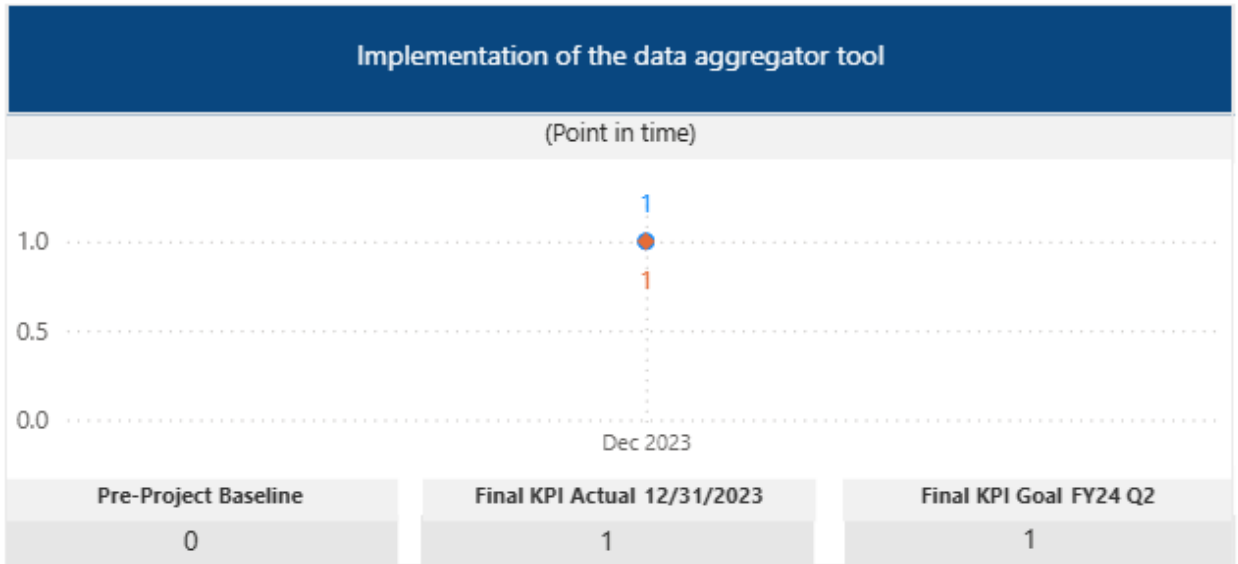 Implementation of the data aggregator tool
(Point in time)
1
1.0
1
0.5
0.0
Dec 2023
Pre-Project Baseline
Final KPI Actual 12/31/2023
Final KPI Goal FY24 Q2
0
1
1